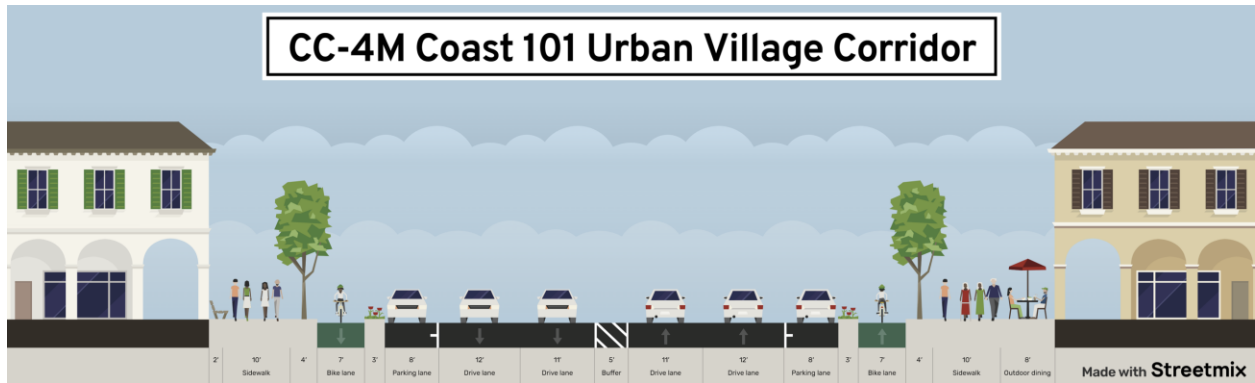 CC-4M Coast 101 Urban Village Corridor
2' 10' 4' 7' 3' 8' 12' 11' 5' 11' 12' 8' 3' 7' 4' 10' 8'
Sidewalk Bike lane Parking lane Drive lane Drive lane Buffer Drive lane Drive lane Parking lane Bike lane Sidewalk Outdoor dining
Made with Streetmix